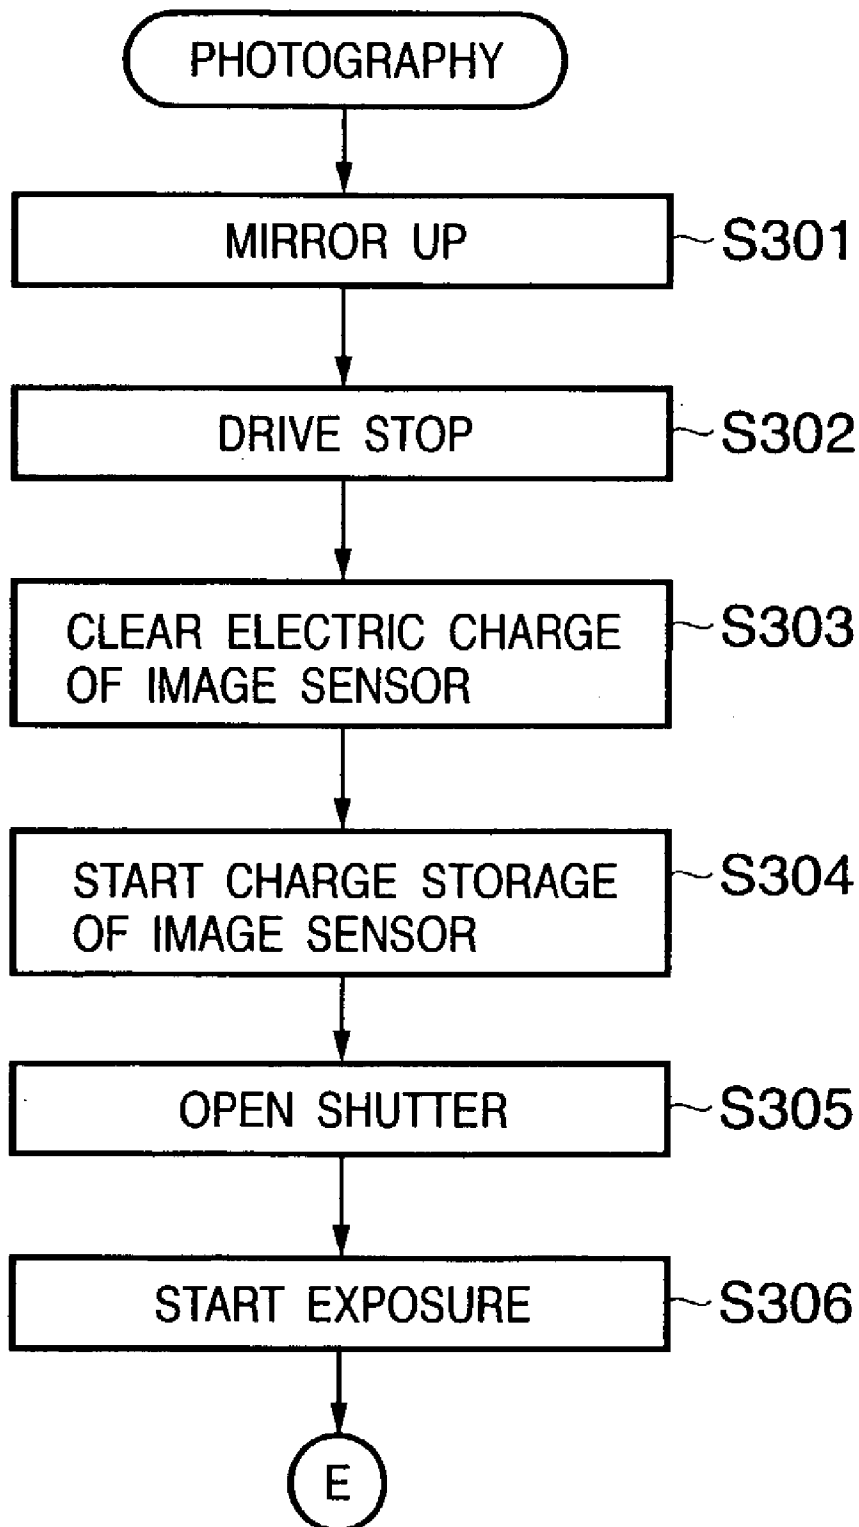 PHOTOGRAPHY
MIRROR UP
S301
DRIVE STOP
S302
CLEAR ELECTRIC CHARGE
OF IMAGE SENSOR
S303
START CHARGE STORAGE
OF IMAGE SENSOR
S304
OPEN SHUTTER
S305
START EXPOSURE
S306
E